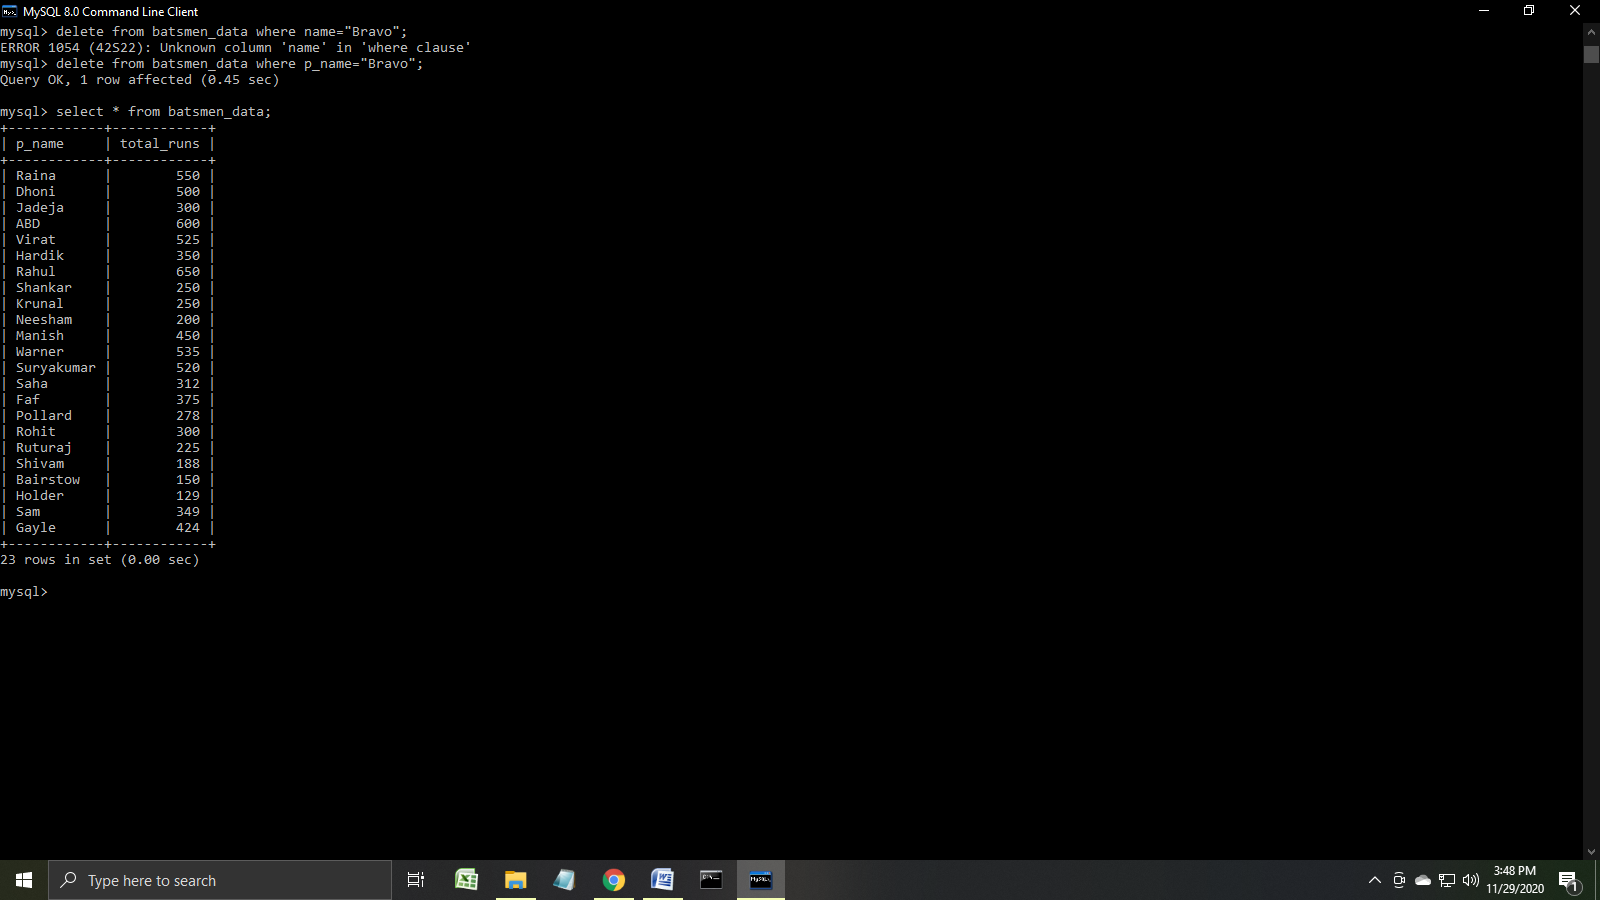 MySQL 8.0 Command Line Client
mysql> delete from batsmen_data where name="Bravo";
ERROR 1054 (42S22): Unknown column 'name' in 'where clause'
mysql> delete from batsmen_data where p_name="Bravo";
Query OK, 1 row affected (0.45 sec)
mysql> select * from batsmen_data;
+------------+------------+
| p_name     | total_runs |
+------------+------------+
| Raina      |        550 |
| Dhoni      |        500 |
| Jadeja     |        300 |
| ABD        |        600 |
| Virat      |        525 |
| Hardik     |        350 |
| Rahul      |        650 |
| Shankar    |        250 |
| Krunal     |        250 |
| Neesham    |        200 |
| Manish     |        450 |
| Warner     |        535 |
| Suryakumar |        520 |
| Saha       |        312 |
| Faf        |        375 |
| Pollard    |        278 |
| Rohit      |        300 |
| Ruturaj    |        225 |
| Shivam     |        188 |
| Bairstow   |        150 |
| Holder     |        129 |
| Sam        |        349 |
| Gayle      |        424 |
+------------+------------+
23 rows in set (0.00 sec)
mysql>
Type here to search
3:48 PM
11/29/2020
1